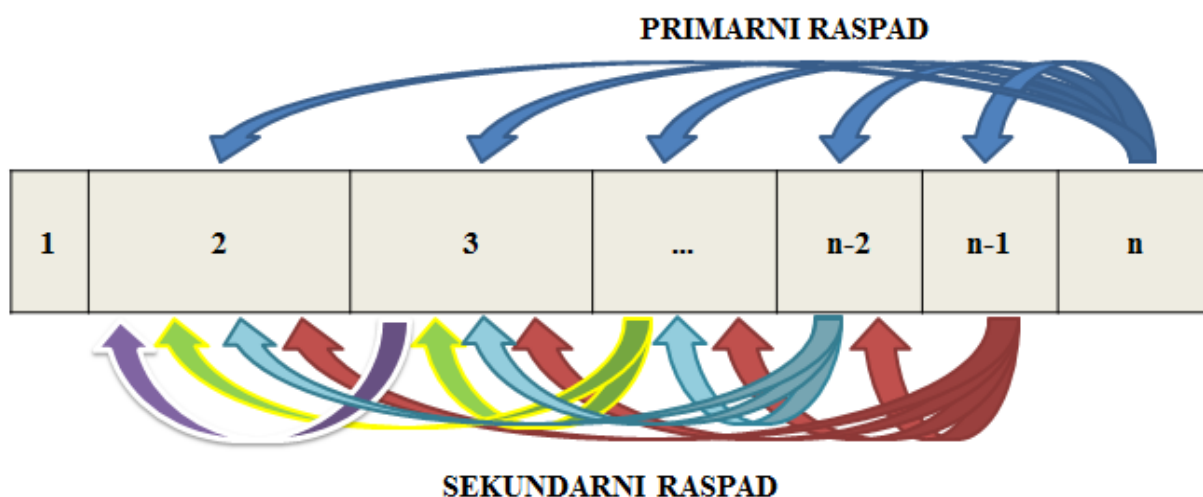 PRIMARNI RASPAD
1 2 3 ... n-2 n-1 n
SEKUNDARNI RASPAD